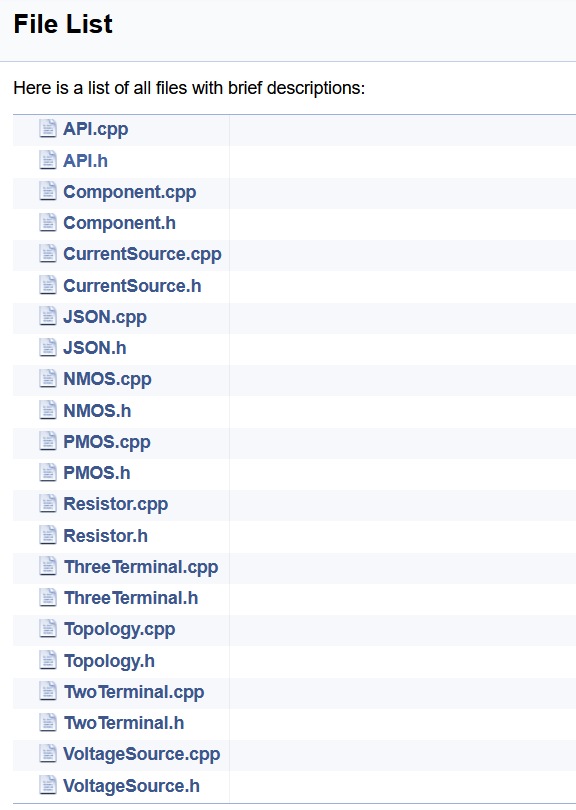 File List
Here is a list of all files with brief descriptions:
API.cpp
API.h
Component.cpp
Component.h
CurrentSource.cpp
CurrentSource.h
JSON.cpp
JSON.h
NMOS.cpp
NMOS.h
PMOS.cpp
PMOS.h
Resistor.cpp
Resistor.h
ThreeTerminal.cpp
ThreeTerminal.h
Topology.cpp
Topology.h
TwoTerminal.cpp
TwoTerminal.h
VoltageSource.cpp
VoltageSource.h